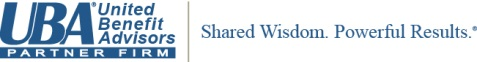 UBA® United
Benefit
Advisors
PARTNER FIRM
Shared Wisdom. Powerful Results.®